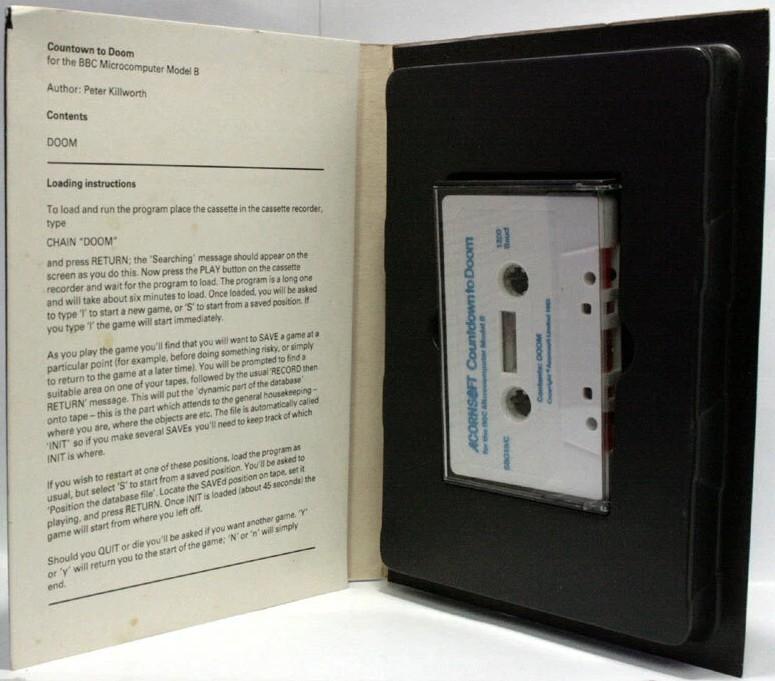 Countown to Doom
for the BBC Microcomputer Model B
Author: Peter Killworth
Contents
DOOM
Loading instructions
To load and run the program place the cassette in the cassette recorder,
type
CHAIN "DOOM"
and press RETURN; the 'Searching' message should appear on the
screen as you do this. Now press the PLAY button on the cassette
recorder and wait for the program to load. The program is a long one
and will take about six minutes to load. Once loaded, you will be asked
to type 'I' to start a new game, or 'S' to start from a saved position. If
you type 'I' the game will start immediately.
As you play the game you'll find that you will want to SAVE a game at a
particular point (for example, before doing something risky, or simply
to return to the game at a later time). You will be prompted to find a
suitable area on one of your tapes, followed by the usual 'RECORD then
RETURN' message. This will put the 'dynamic part of the database'
onto tape – this is the part which attends to the general housekeeping –
where you are, where the objects are etc. The file is automatically called
'INIT' so if you make several SAVEs you'll need to keep track of which
INIT is where.
If you wish to restart at one of these positions, load the program as
usual, but select 'S' to start from a saved position. You'll be asked to
'Position the database file'. Locate the SAVEd position on tape, set it
playing, and press RETURN. Once INIT is loaded (about 45 seconds) the
game will start from where you left off.
Should you QUIT or die you'll be asked if you want another game. 'Y'
or 'y' will return you to the start of the game; 'N' or 'n' will simply
end.
ACORNSOFT Countdown to Doom
for the BBC Microcomputer Model B
1200
Baud
Contents: DOOM
Copyright Acornsoft Limited